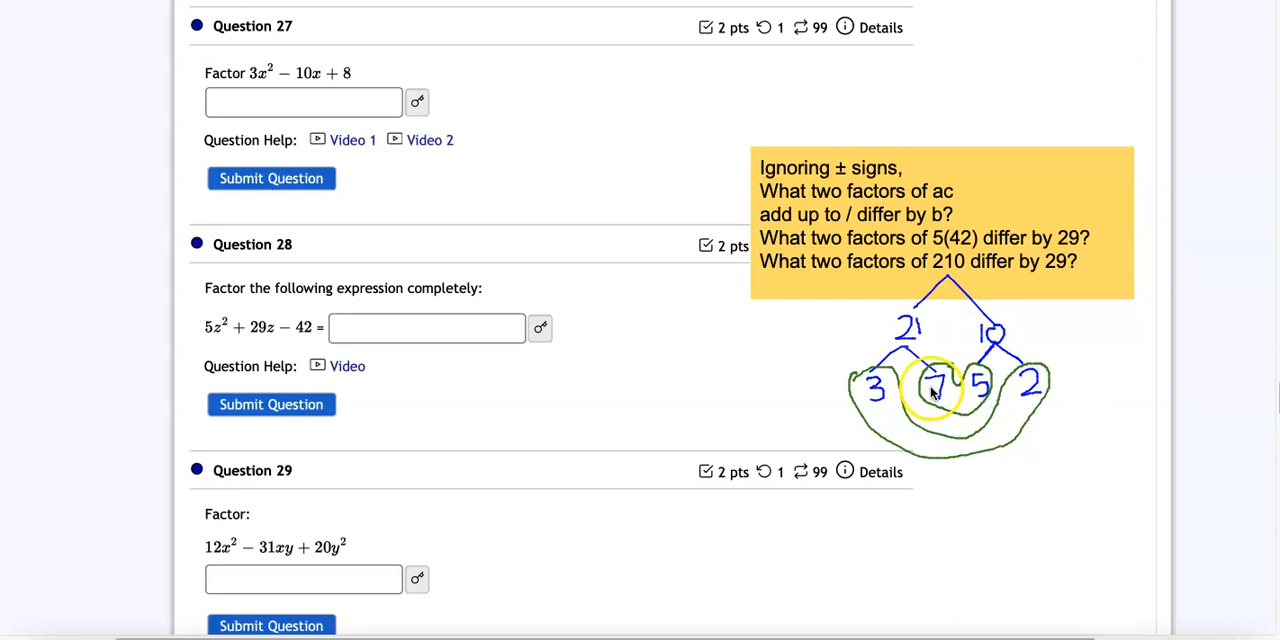 Question 27
2 pts 1 99 Details
Factor 3x² − 10x + 8
Question Help: Video 1 Video 2
Submit Question
Question 28
2 pts
Factor the following expression completely:
5z² + 29z − 42 =
Question Help: Video
Submit Question
Ignoring ± signs,
What two factors of ac
add up to / differ by b?
What two factors of 5(42) differ by 29?
What two factors of 210 differ by 29?
21 10
3 7 5 2
Question 29
2 pts 1 99 Details
Factor:
12x² − 31xy + 20y²
Submit Question